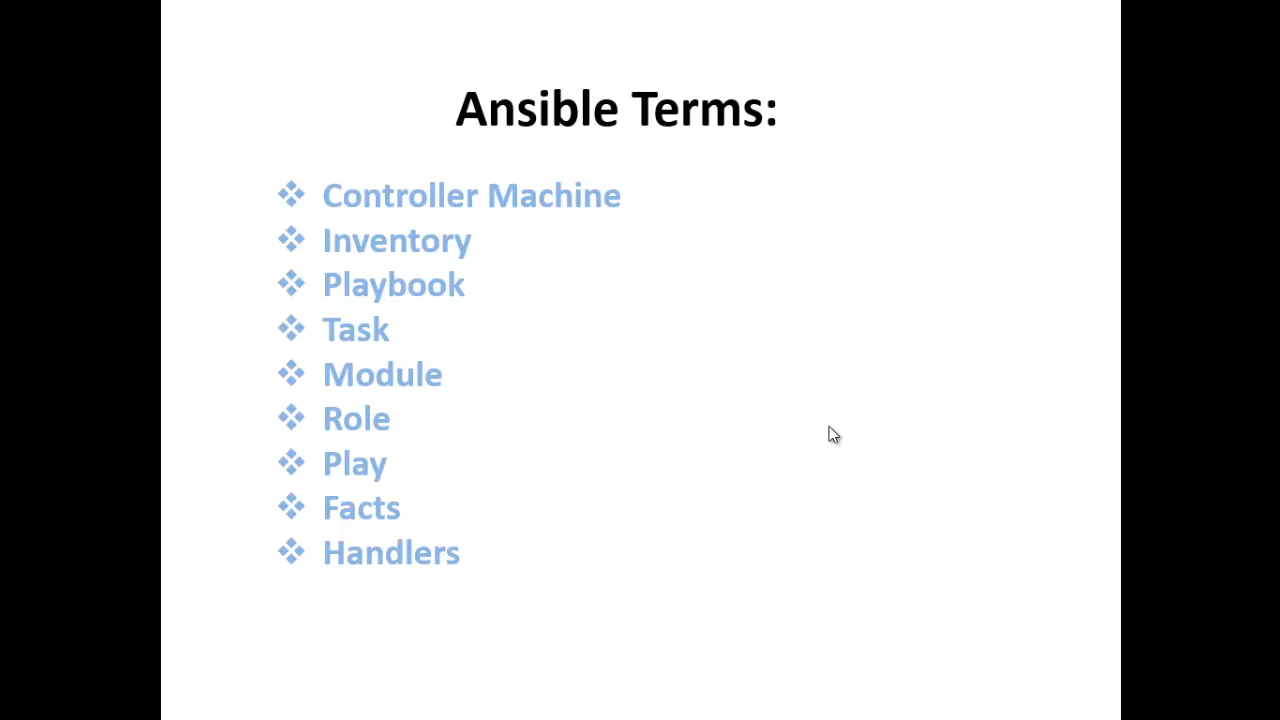 Ansible Terms:
Controller Machine
Inventory
Playbook
Task
Module
Role
Play
Facts
Handlers